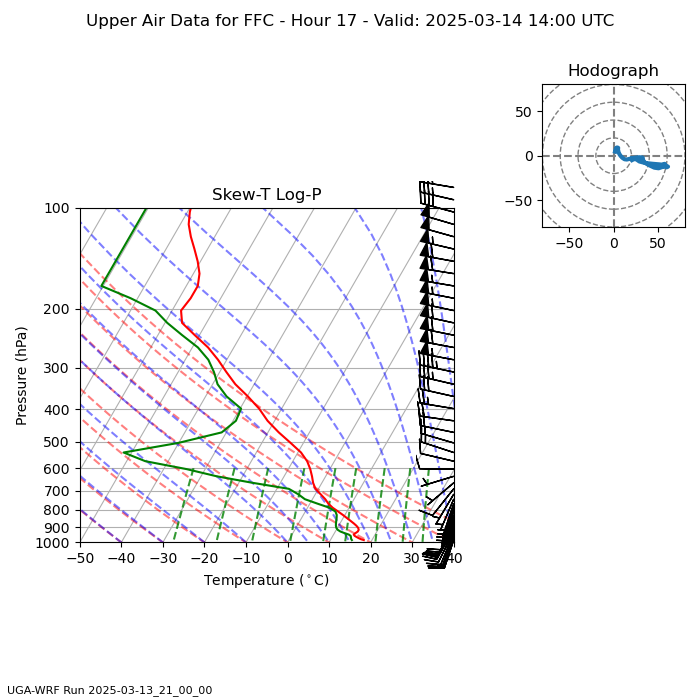 Upper Air Data for FFC - Hour 17 - Valid: 2025-03-14 14:00 UTC
Hodograph
50
0
−50
−50 0 50
Skew-T Log-P
100
200
300
400
500
600
700
800
900
1000
Pressure (hPa)
−50 −40 −30 −20 −10 0 10 20 30 40
Temperature (°C)
UGA-WRF Run 2025-03-13_21_00_00